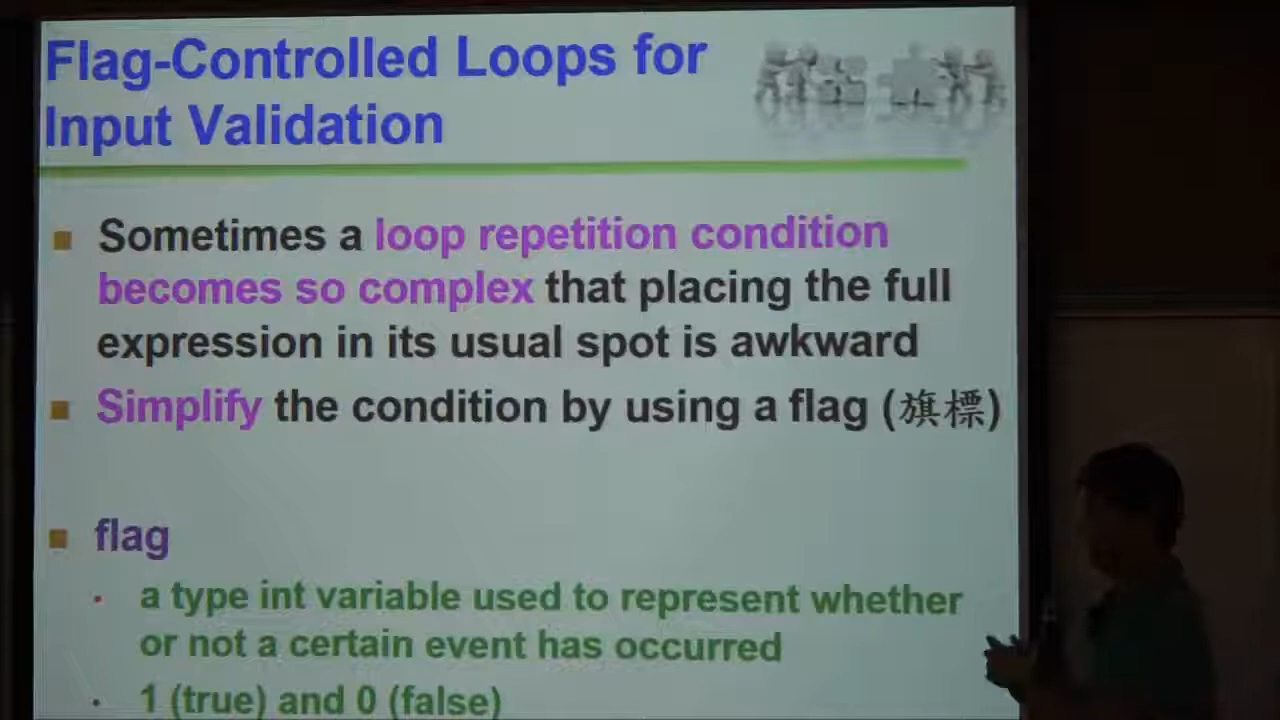 Flag-Controlled Loops for
Input Validation
Sometimes a loop repetition condition
becomes so complex that placing the full
expression in its usual spot is awkward
Simplify the condition by using a flag (旗標)
flag
a type int variable used to represent whether
or not a certain event has occurred
1 (true) and 0 (false)